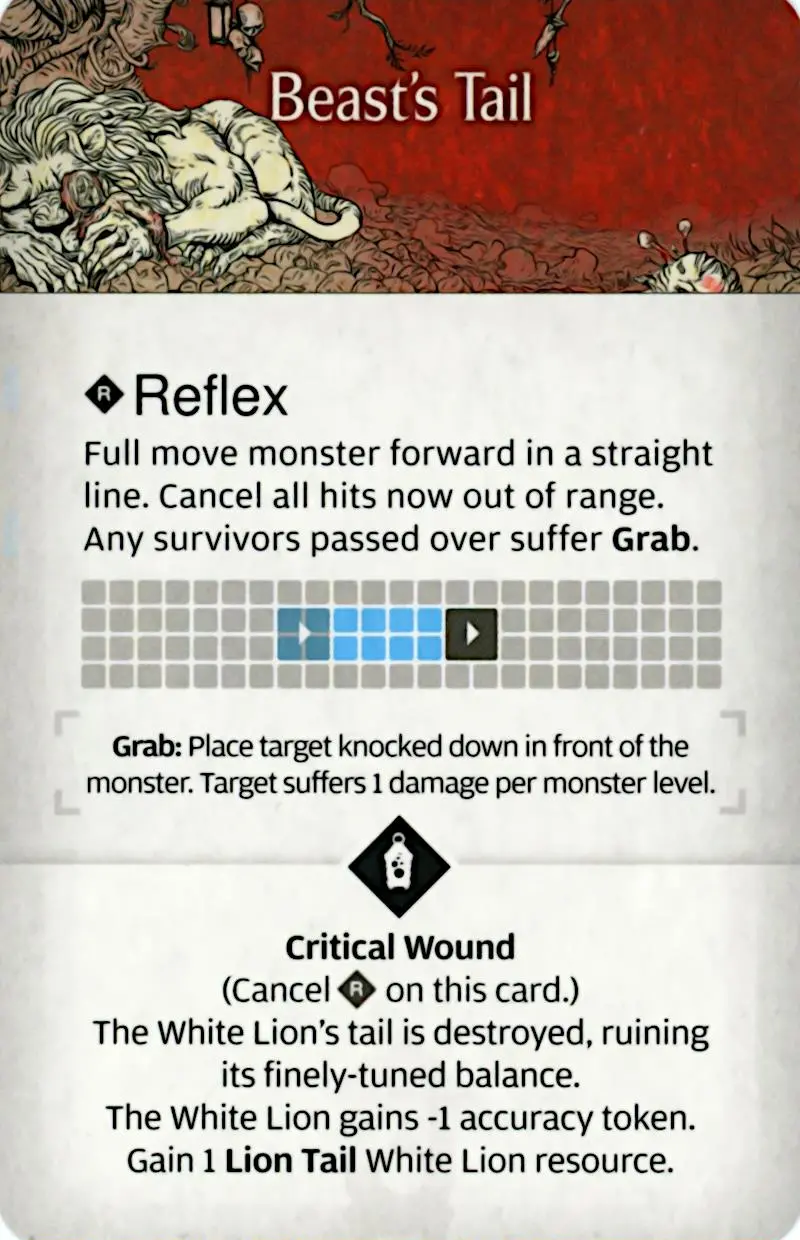 Beast's Tail
R Reflex
Full move monster forward in a straight
line. Cancel all hits now out of range.
Any survivors passed over suffer Grab.
Grab: Place target knocked down in front of the
monster. Target suffers 1 damage per monster level.
Critical Wound
(Cancel R on this card.)
The White Lion's tail is destroyed, ruining
its finely-tuned balance.
The White Lion gains -1 accuracy token.
Gain 1 Lion Tail White Lion resource.